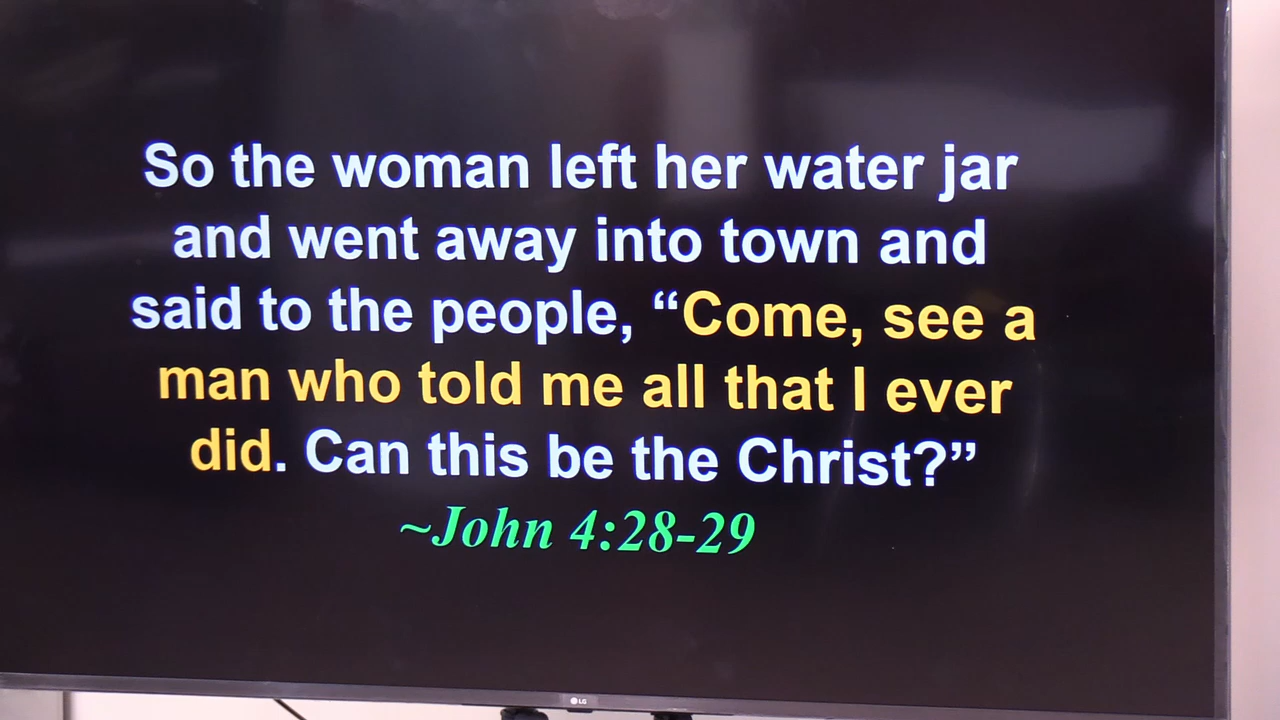 So the woman left her water jar
and went away into town and
said to the people, “Come, see a
man who told me all that I ever
did. Can this be the Christ?”
~John 4:28-29
LG